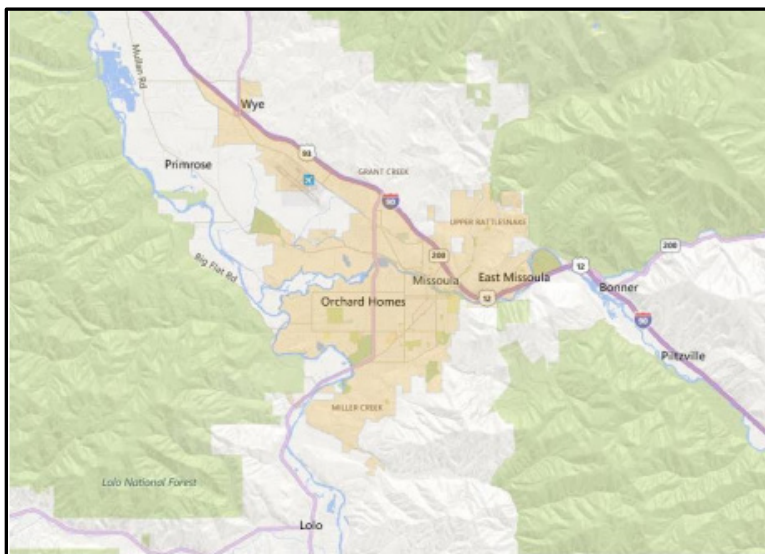 Mullan Rd
Wye
93
Primrose
GRANT CREEK
90
UPPER RATTLESNAKE
200
200
12
Big Flat Rd
Missoula
East Missoula
Bonner
12
Orchard Homes
90
Piltzville
MILLER CREEK
Lolo National Forest
Lolo